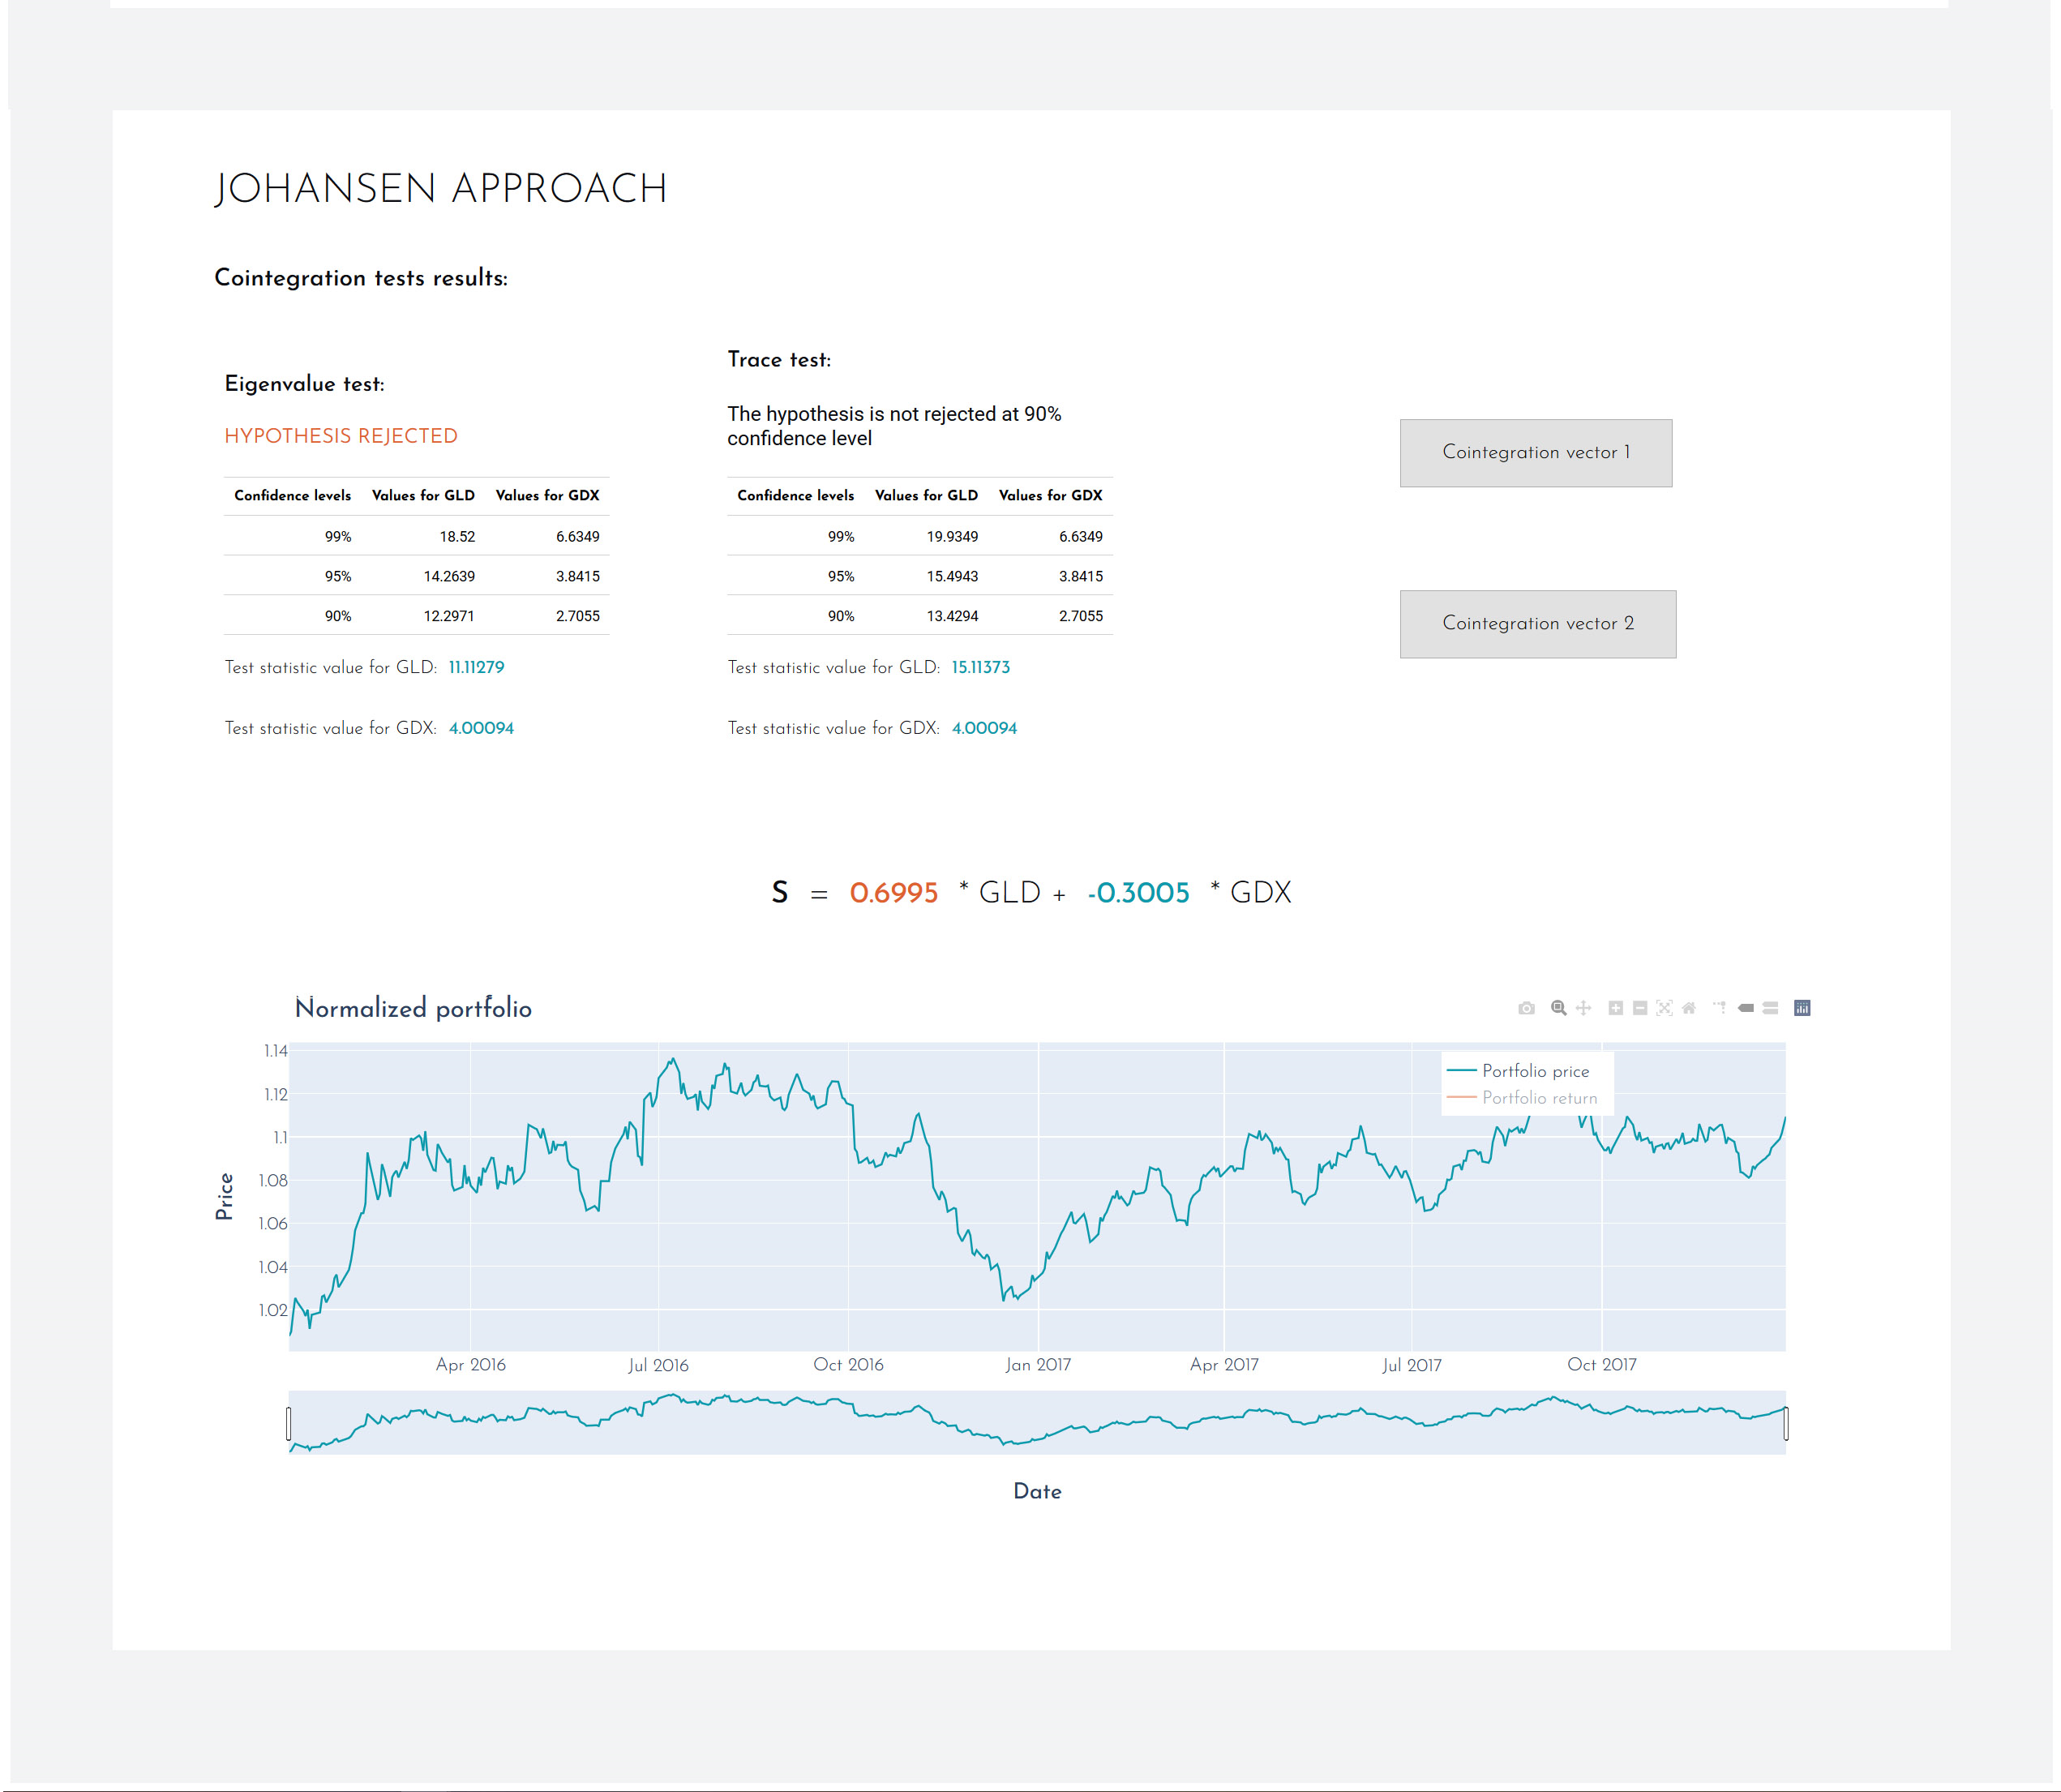 JOHANSEN APPROACH
Cointegration tests results:
Eigenvalue test:
HYPOTHESIS REJECTED
Confidence levels Values for GLD Values for GDX
99% 18.52 6.6349
95% 14.2639 3.8415
90% 12.2971 2.7055
Test statistic value for GLD: 11.11279
Test statistic value for GDX: 4.00094
Trace test:
The hypothesis is not rejected at 90%
confidence level
Confidence levels Values for GLD Values for GDX
99% 19.9349 6.6349
95% 15.4943 3.8415
90% 13.4294 2.7055
Test statistic value for GLD: 15.11373
Test statistic value for GDX: 4.00094
Cointegration vector 1
Cointegration vector 2
S = 0.6995 * GLD + -0.3005 * GDX
Normalized portfolio
Portfolio price
Portfolio return
Price
1.14
1.12
1.1
1.08
1.06
1.04
1.02
Apr 2016 Jul 2016 Oct 2016 Jan 2017 Apr 2017 Jul 2017 Oct 2017
Date